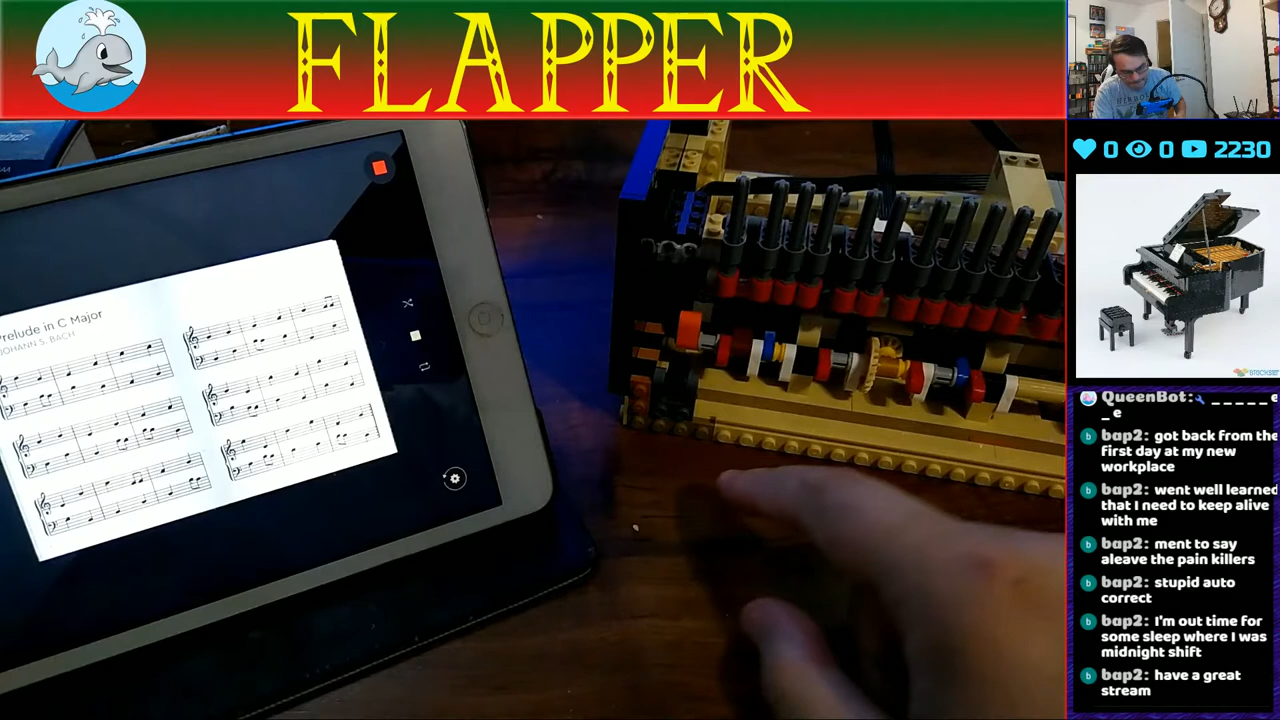 FLAPPER
0 0 2230
Prelude in C Major
JOHANN S. BACH
QueenBot: _ _ _ _ _ e
_ e
bap2: got back from the
first day at my new
workplace
bap2: went well learned
that I need to keep alive
with me
bap2: ment to say
aleave the pain killers
bap2: stupid auto
correct
bap2: I'm out time for
some sleep where I was
midnight shift
bap2: have a great
stream